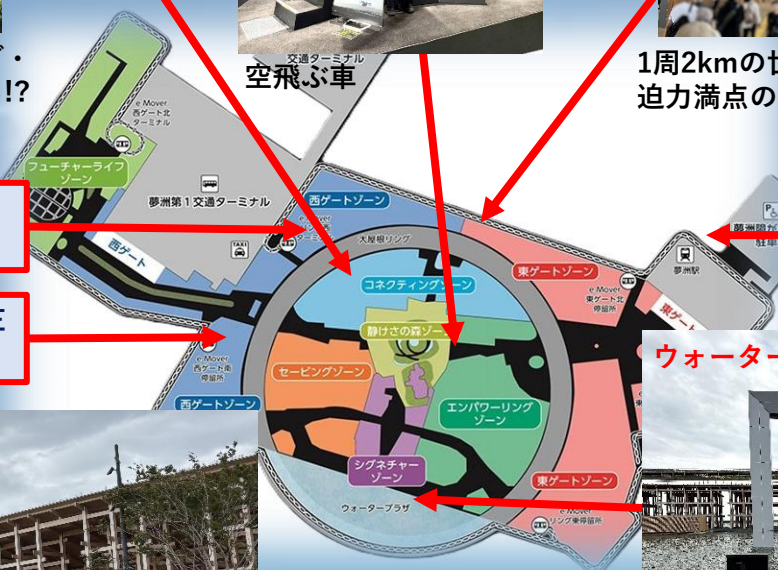 ド・
!?
空飛ぶ車
1周2kmの
迫力満点の
交通ターミナル
e Mover
西ゲート北
ターミナル
フューチャーライフ
ゾーン
夢洲第1交通ターミナル
TAXI
西ゲート
西ゲートゾーン
e Mover
大屋根リング
コネクティングゾーン
東ゲートゾーン
e Mover
東ゲート北
停留所
夢洲駅
東ゲート
静けさの森ゾーン
e Mover
西ゲート南
停留所
セービングゾーン
エンパワーリング
ゾーン
西ゲートゾーン
シグネチャー
ゾーン
ウォータープラザ
東ゲートゾーン
e Mover
リング東停留所
ウォーター